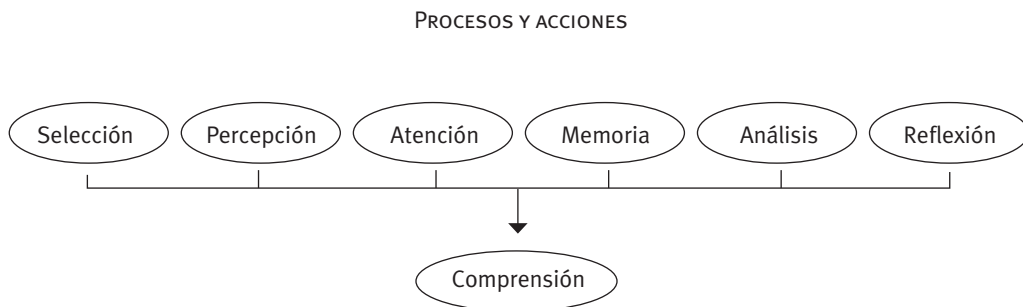 PROCESOS Y ACCIONES
Selección Percepción Atención Memoria Análisis Reflexión
Comprensión